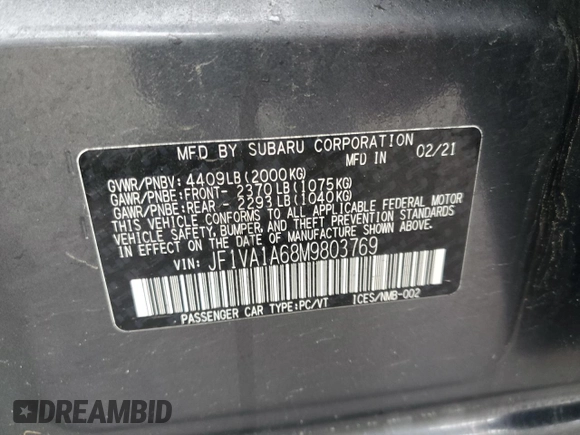 MFD BY SUBARU CORPORATION
MFD IN 02/21
GVWR/PNBV: 4409LB(2000KG)
GAWR/PNBE:FRONT- 2370LB(1075KG)
GAWR/PNBE:REAR - 2293LB(1040KG)
THIS VEHICLE CONFORMS TO ALL APPLICABLE FEDERAL MOTOR
VEHICLE SAFETY, BUMPER, AND THEFT PREVENTION STANDARDS
IN EFFECT ON THE DATE OF MANUFACTURE SHOWN ABOVE.
VIN: JF1VA1A68M9803769
PASSENGER CAR TYPE:PC/VT ICES/NMB-002
DREAMBID